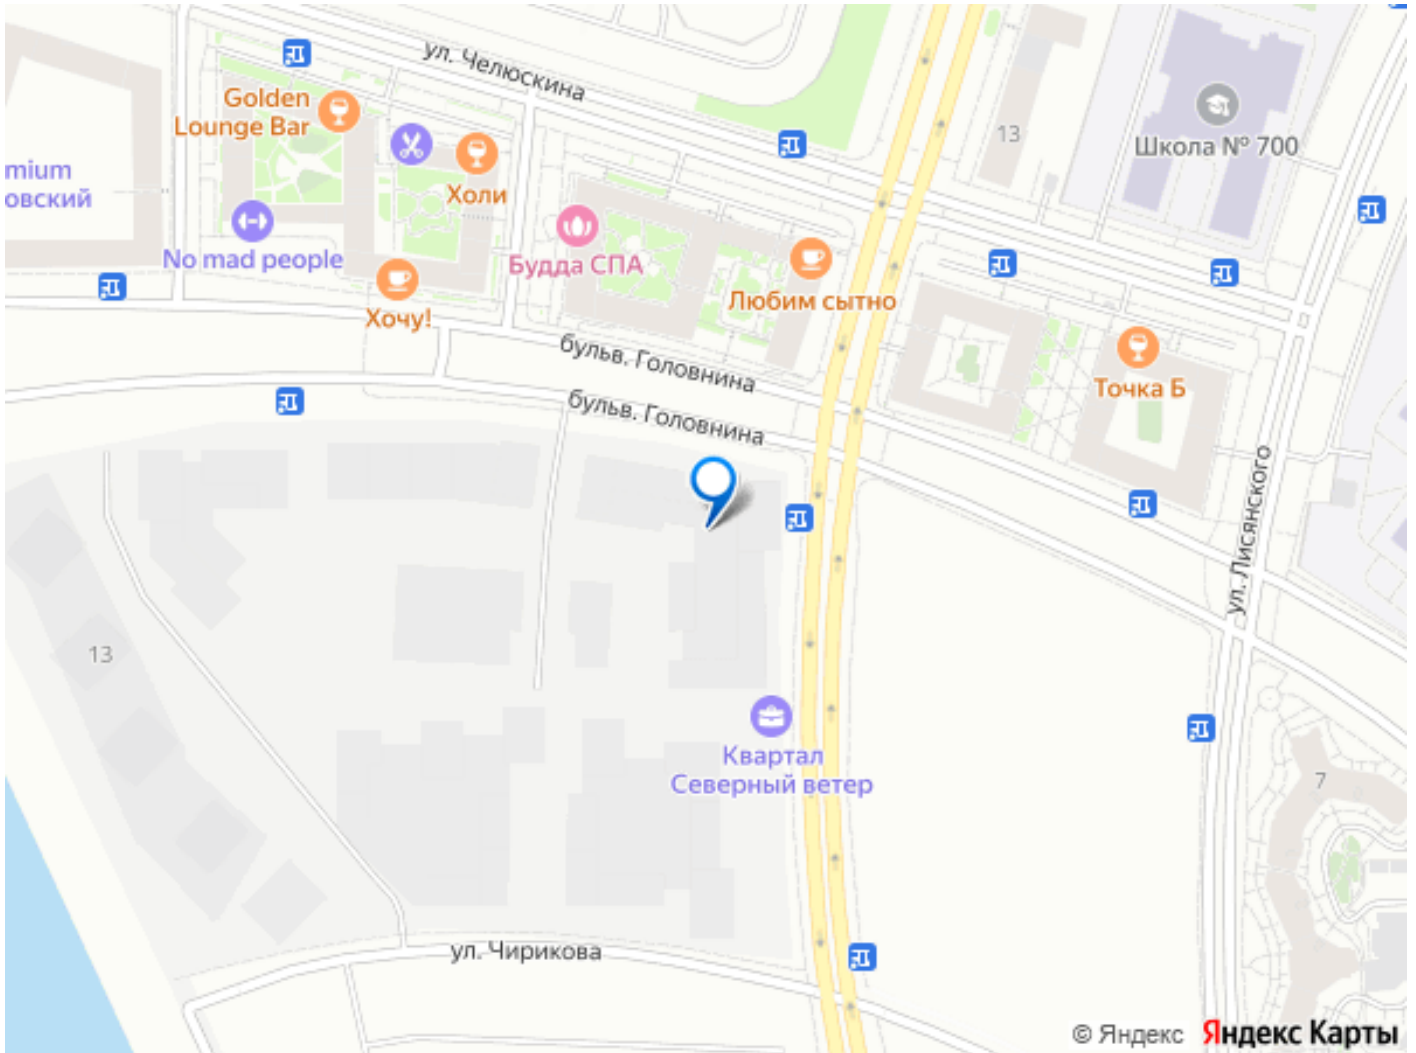 ул. Челюскина
Golden
Lounge Bar
13
Школа № 700
mium
овский
Холи
No mad people
Будда СПА
Хочу!
Любим сытно
бульв. Головнина
Точка Б
бульв. Головнина
ул. Лисянского
13
Квартал
Северный ветер
7
ул. Чирикова
© Яндекс Яндекс Карты